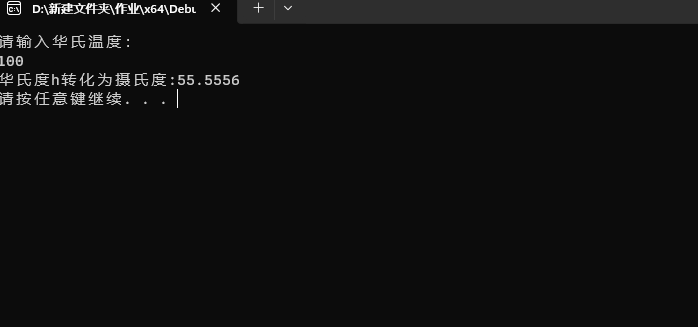 D:\新建文件夹\作业\x64\Debu
请输入华氏温度:
100
华氏度h转化为摄氏度:55.5556
请按任意键继续. . .